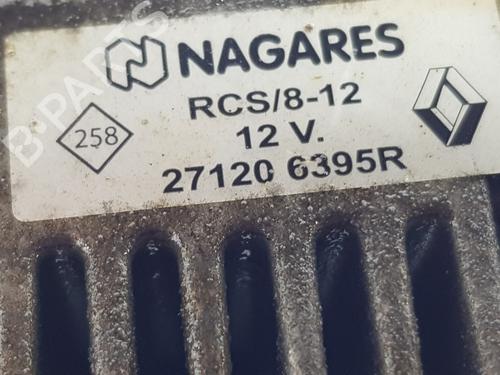 NAGARES
RCS/8-12
258
12 V.
27120 6395R
B-PARTS